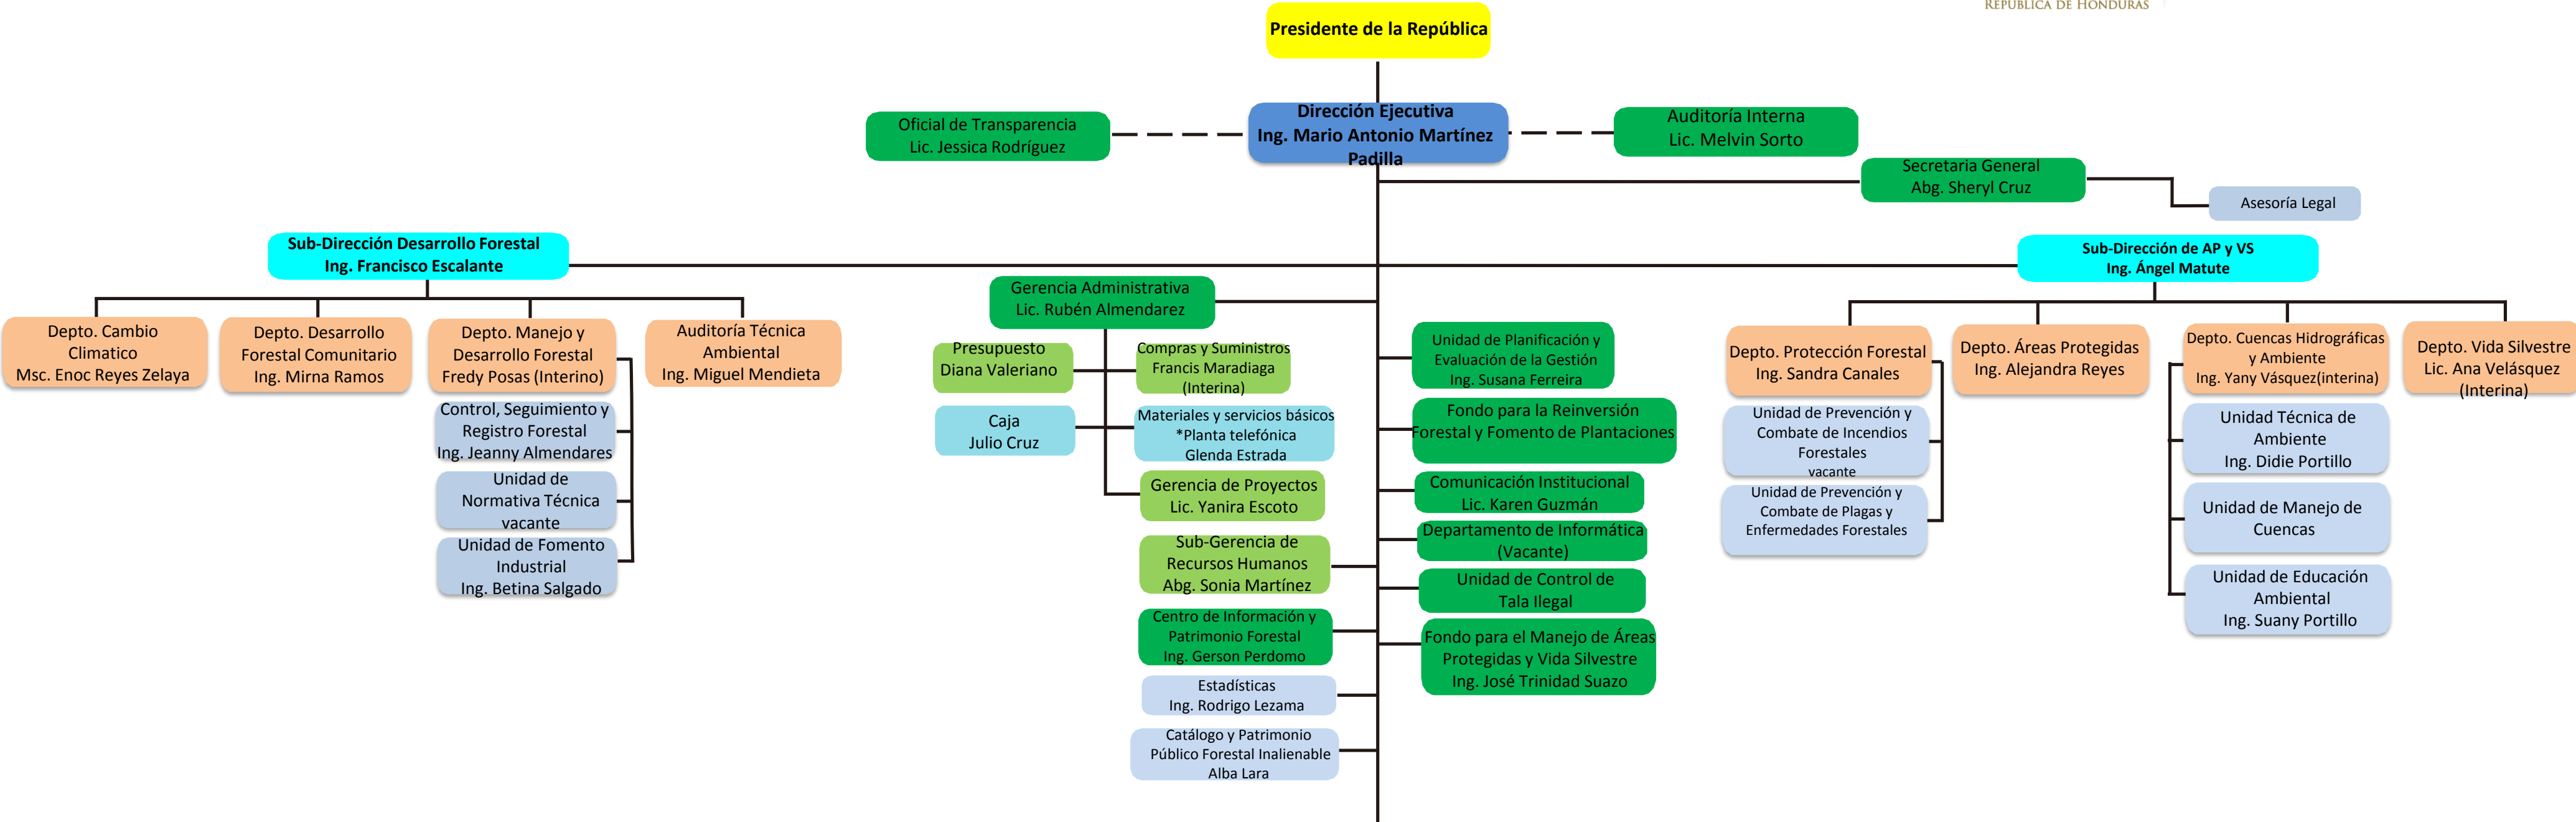 REPÚBLICA DE HONDURAS
Presidente de la República
Dirección Ejecutiva
Ing. Mario Antonio Martínez
Padilla
Oficial de Transparencia
Lic. Jessica Rodríguez
Auditoría Interna
Lic. Melvin Sorto
Secretaria General
Abg. Sheryl Cruz
Asesoría Legal
Sub-Dirección Desarrollo Forestal
Ing. Francisco Escalante
Sub-Dirección de AP y VS
Ing. Ángel Matute
Depto. Cambio
Climatico
Msc. Enoc Reyes Zelaya
Depto. Desarrollo
Forestal Comunitario
Ing. Mirna Ramos
Depto. Manejo y
Desarrollo Forestal
Fredy Posas (Interino)
Auditoría Técnica
Ambiental
Ing. Miguel Mendieta
Control, Seguimiento y
Registro Forestal
Ing. Jeanny Almendares
Unidad de
Normativa Técnica
vacante
Unidad de Fomento
Industrial
Ing. Betina Salgado
Gerencia Administrativa
Lic. Rubén Almendarez
Presupuesto
Diana Valeriano
Compras y Suministros
Francis Maradiaga
(Interina)
Caja
Julio Cruz
Materiales y servicios básicos
*Planta telefónica
Glenda Estrada
Gerencia de Proyectos
Lic. Yanira Escoto
Sub-Gerencia de
Recursos Humanos
Abg. Sonia Martínez
Centro de Información y
Patrimonio Forestal
Ing. Gerson Perdomo
Estadísticas
Ing. Rodrigo Lezama
Catálogo y Patrimonio
Público Forestal Inalienable
Alba Lara
Unidad de Planificación y
Evaluación de la Gestión
Ing. Susana Ferreira
Fondo para la Reinversión
Forestal y Fomento de Plantaciones
Comunicación Institucional
Lic. Karen Guzmán
Departamento de Informática
(Vacante)
Unidad de Control de
Tala Ilegal
Fondo para el Manejo de Áreas
Protegidas y Vida Silvestre
Ing. José Trinidad Suazo
Depto. Protección Forestal
Ing. Sandra Canales
Depto. Áreas Protegidas
Ing. Alejandra Reyes
Depto. Cuencas Hidrográficas
y Ambiente
Ing. Yany Vásquez(interina)
Depto. Vida Silvestre
Lic. Ana Velásquez
(Interina)
Unidad de Prevención y
Combate de Incendios
Forestales
vacante
Unidad de Prevención y
Combate de Plagas y
Enfermedades Forestales
Unidad Técnica de
Ambiente
Ing. Didie Portillo
Unidad de Manejo de
Cuencas
Unidad de Educación
Ambiental
Ing. Suany Portillo